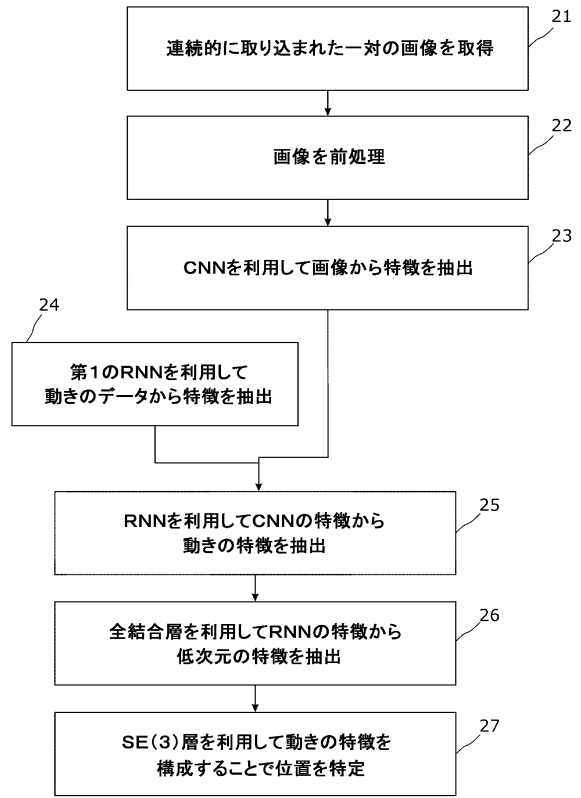 21
連続的に取り込まれた一対の画像を取得
22
画像を前処理
23
CNNを利用して画像から特徴を抽出
24
第1のRNNを利用して
動きのデータから特徴を抽出
25
RNNを利用してCNNの特徴から
動きの特徴を抽出
26
全結合層を利用してRNNの特徴から
低次元の特徴を抽出
27
SE(3)層を利用して動きの特徴を
構成することで位置を特定